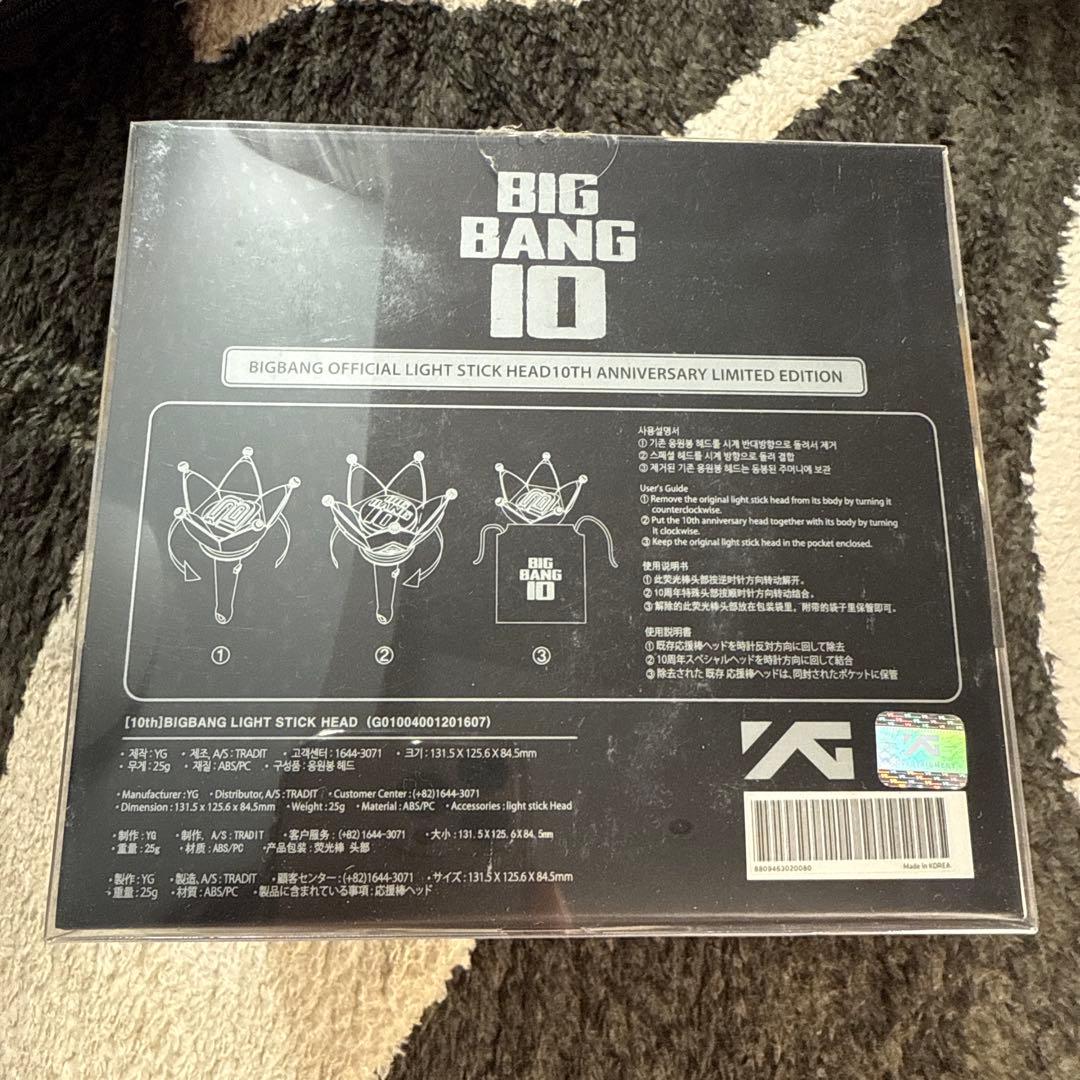 BIG
BANG
10
BIGBANG OFFICIAL LIGHT STICK HEAD10TH ANNIVERSARY LIMITED EDITION
BIG
BANG
10
BIG
BANG
10
① ② ③
사용설명서
① 기존 응원봉 헤드를 시계 반대방향으로 돌려서 제거
② 스페셜 헤드를 시계 방향으로 돌려 결합
③ 제거된 기존 응원봉 헤드는 동봉된 주머니에 보관
User's Guide
① Remove the original light stick head from its body by turning it
counterclockwise.
② Put the 10th anniversary head together with its body by turning
it clockwise.
③ Keep the original light stick head in the pocket enclosed.
使用说明书
① 此荧光棒头部按逆时针方向转动解开。
② 10周年特殊头部按顺时针方向转动结合。
③ 解除的此荧光棒头部放在包装袋里，附带的袋子里保管即可。
使用説明書
① 既存応援棒ヘッドを時計反対方向に回して除去
② 10周年スペシャルヘッドを時計方向に回して結合
③ 除去された 既存 応援棒ヘッドは、同封されたポケットに保管
[10th]BIGBANG LIGHT STICK HEAD (G01004001201607)
• 제작 : YG • 제조, A/S : TRADIT • 고객센터 : 1644-3071 • 크기 : 131.5 X 125.6 X 84.5mm
• 무게 : 25g • 재질 : ABS/PC • 구성품 : 응원봉 헤드
• Manufacturer : YG • Distributor, A/S : TRADIT • Customer Center : (+82)1644-3071
• Dimension : 131.5 x 125.6 x 84.5mm • Weight : 25g • Material : ABS/PC • Accessories : light stick Head
• 制作 : YG • 制作, A/S : TRADIT • 客户服务 : (+82) 1644-3071 • 大小 : 131.5 X 125.6 X 84.5mm
• 重量 : 25g • 材质 : ABS/PC • 产品包装 : 荧光棒 头部
• 製作 : YG • 製造, A/S : TRADIT • 顧客センター : (+82)1644-3071 • サイズ : 131.5 X 125.6 X 84.5mm
• 重量 : 25g • 材質 : ABS/PC • 製品に含まれている事項 : 応援棒ヘッド
YG
YG
8809463020080
Made in KOREA